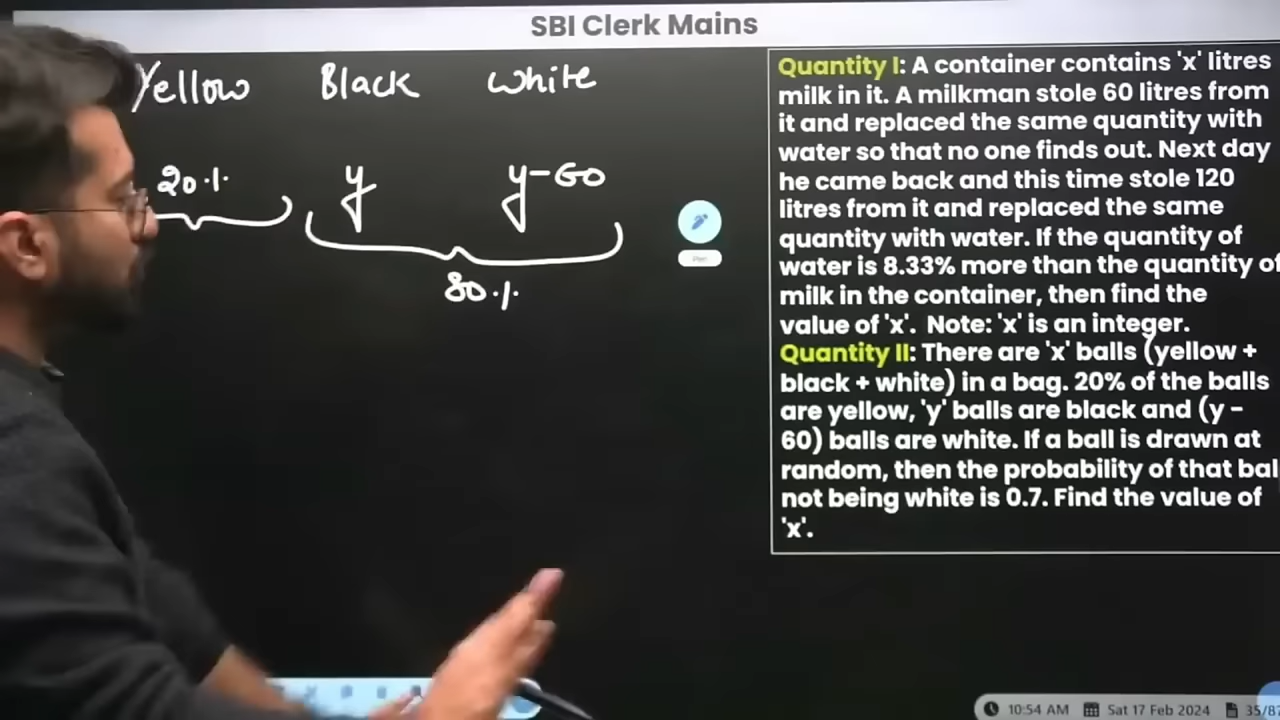 SBI Clerk Mains
Yellow Black White
20% y y-60
80%
Pen
Quantity I: A container contains 'x' litres
milk in it. A milkman stole 60 litres from
it and replaced the same quantity with
water so that no one finds out. Next day
he came back and this time stole 120
litres from it and replaced the same
quantity with water. If the quantity of
water is 8.33% more than the quantity of
milk in the container, then find the
value of 'x'. Note: 'x' is an integer.
Quantity II: There are 'x' balls (yellow +
black + white) in a bag. 20% of the balls
are yellow, 'y' balls are black and (y -
60) balls are white. If a ball is drawn at
random, then the probability of that bal
not being white is 0.7. Find the value of
'x'.
10:54 AM Sat 17 Feb 2024 35/87